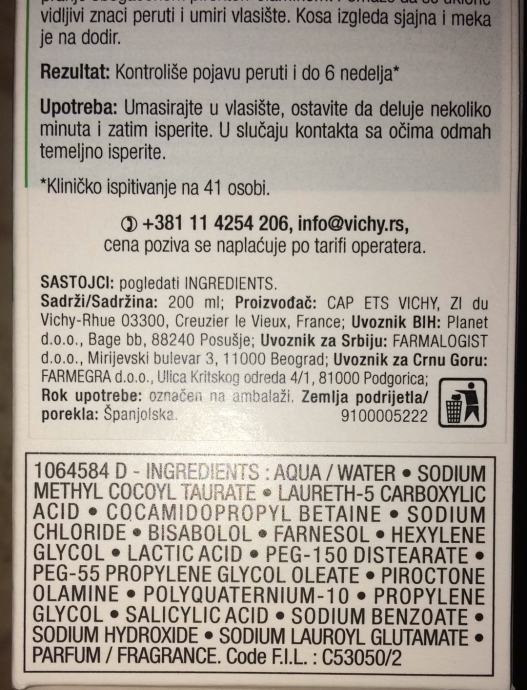 vidljivi znaci peruti i umiri vlasište. Kosa izgleda sjajna i meka
je na dodir.
Rezultat: Kontroliše pojavu peruti i do 6 nedelja*
Upotreba: Umasirajte u vlasište, ostavite da deluje nekoliko
minuta i zatim isperite. U slučaju kontakta sa očima odmah
temeljno isperite.
*Kliničko ispitivanje na 41 osobi.
+381 11 4254 206, info@vichy.rs,
cena poziva se naplaćuje po tarifi operatera.
SASTOJCI: pogledati INGREDIENTS.
Sadrži/Sadržina: 200 ml; Proizvođač: CAP ETS VICHY, ZI du
Vichy-Rhue 03300, Creuzier le Vieux, France; Uvoznik BIH: Planet
d.o.o., Bage bb, 88240 Posušje; Uvoznik za Srbiju: FARMALOGIST
d.o.o., Mirijevski bulevar 3, 11000 Beograd; Uvoznik za Crnu Goru:
FARMEGRA d.o.o., Ulica Kritskog odreda 4/1, 81000 Podgorica;
Rok upotrebe: označen na ambalaži. Zemlja podrijetla/
porekla: Španjolska. 9100005222
1064584 D - INGREDIENTS : AQUA / WATER • SODIUM
METHYL COCOYL TAURATE • LAURETH-5 CARBOXYLIC
ACID • COCAMIDOPROPYL BETAINE • SODIUM
CHLORIDE • BISABOLOL • FARNESOL • HEXYLENE
GLYCOL • LACTIC ACID • PEG-150 DISTEARATE •
PEG-55 PROPYLENE GLYCOL OLEATE • PIROCTONE
OLAMINE • POLYQUATERNIUM-10 • PROPYLENE
GLYCOL • SALICYLIC ACID • SODIUM BENZOATE •
SODIUM HYDROXIDE • SODIUM LAUROYL GLUTAMATE •
PARFUM / FRAGRANCE. Code F.I.L. : C53050/2